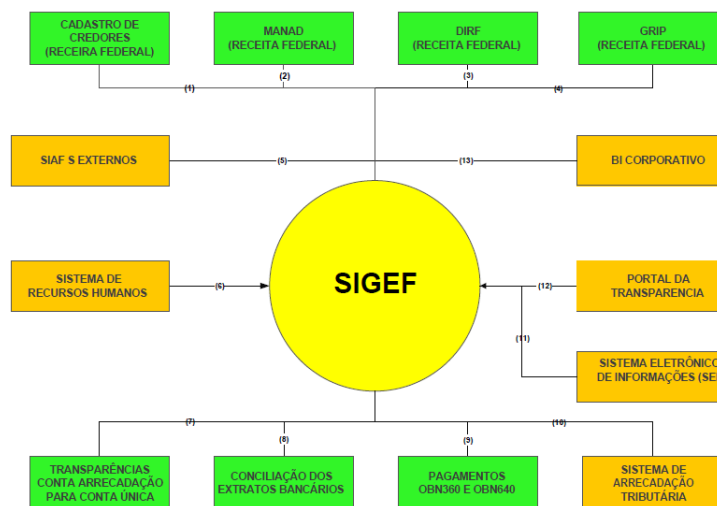 CADASTRO DE
CREDORES
(RECEIRA FEDERAL)
MANAD
(RECEITA FEDERAL)
DIRF
(RECEITA FEDERAL)
GRIP
(RECEITA FEDERAL)
(1)
(2)
(3)
(4)
SIAF S EXTERNOS
(5)
(13)
BI CORPORATIVO
SISTEMA DE
RECURSOS HUMANOS
(6)
SIGEF
(12)
PORTAL DA
TRANSPARENCIA
(11)
SISTEMA ELETRÔNICO
DE INFORMAÇÕES (SEI
(7)
(8)
(9)
(10)
TRANSPARÊNCIAS
CONTA ARRECADAÇÃO
PARA CONTA ÚNICA
CONCILIAÇÃO DOS
EXTRATOS BANCÁRIOS
PAGAMENTOS
OBN360 E OBN640
SISTEMA DE
ARRECADAÇÃO
TRIBUTÁRIA